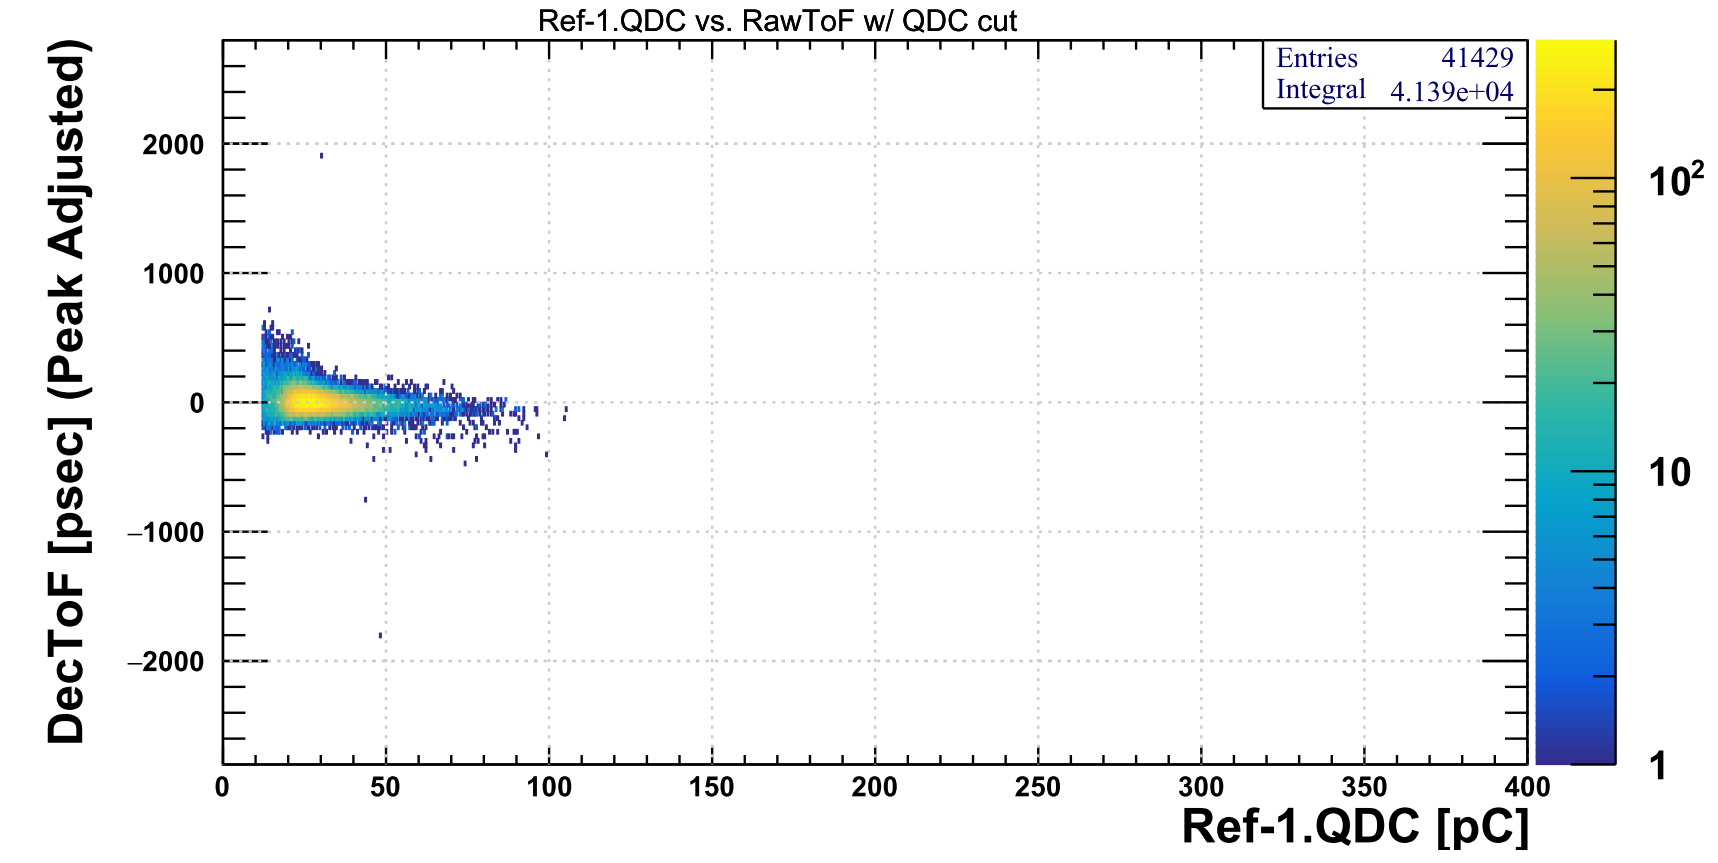 Ref-1.QDC vs. RawToF w/ QDC cut
Entries 41429
Integral 4.139e+04
DecToF [psec] (Peak Adjusted)
2000
1000
0
−1000
−2000
0 50 100 150 200 250 300 350 400
Ref-1.QDC [pC]
10²
10
1